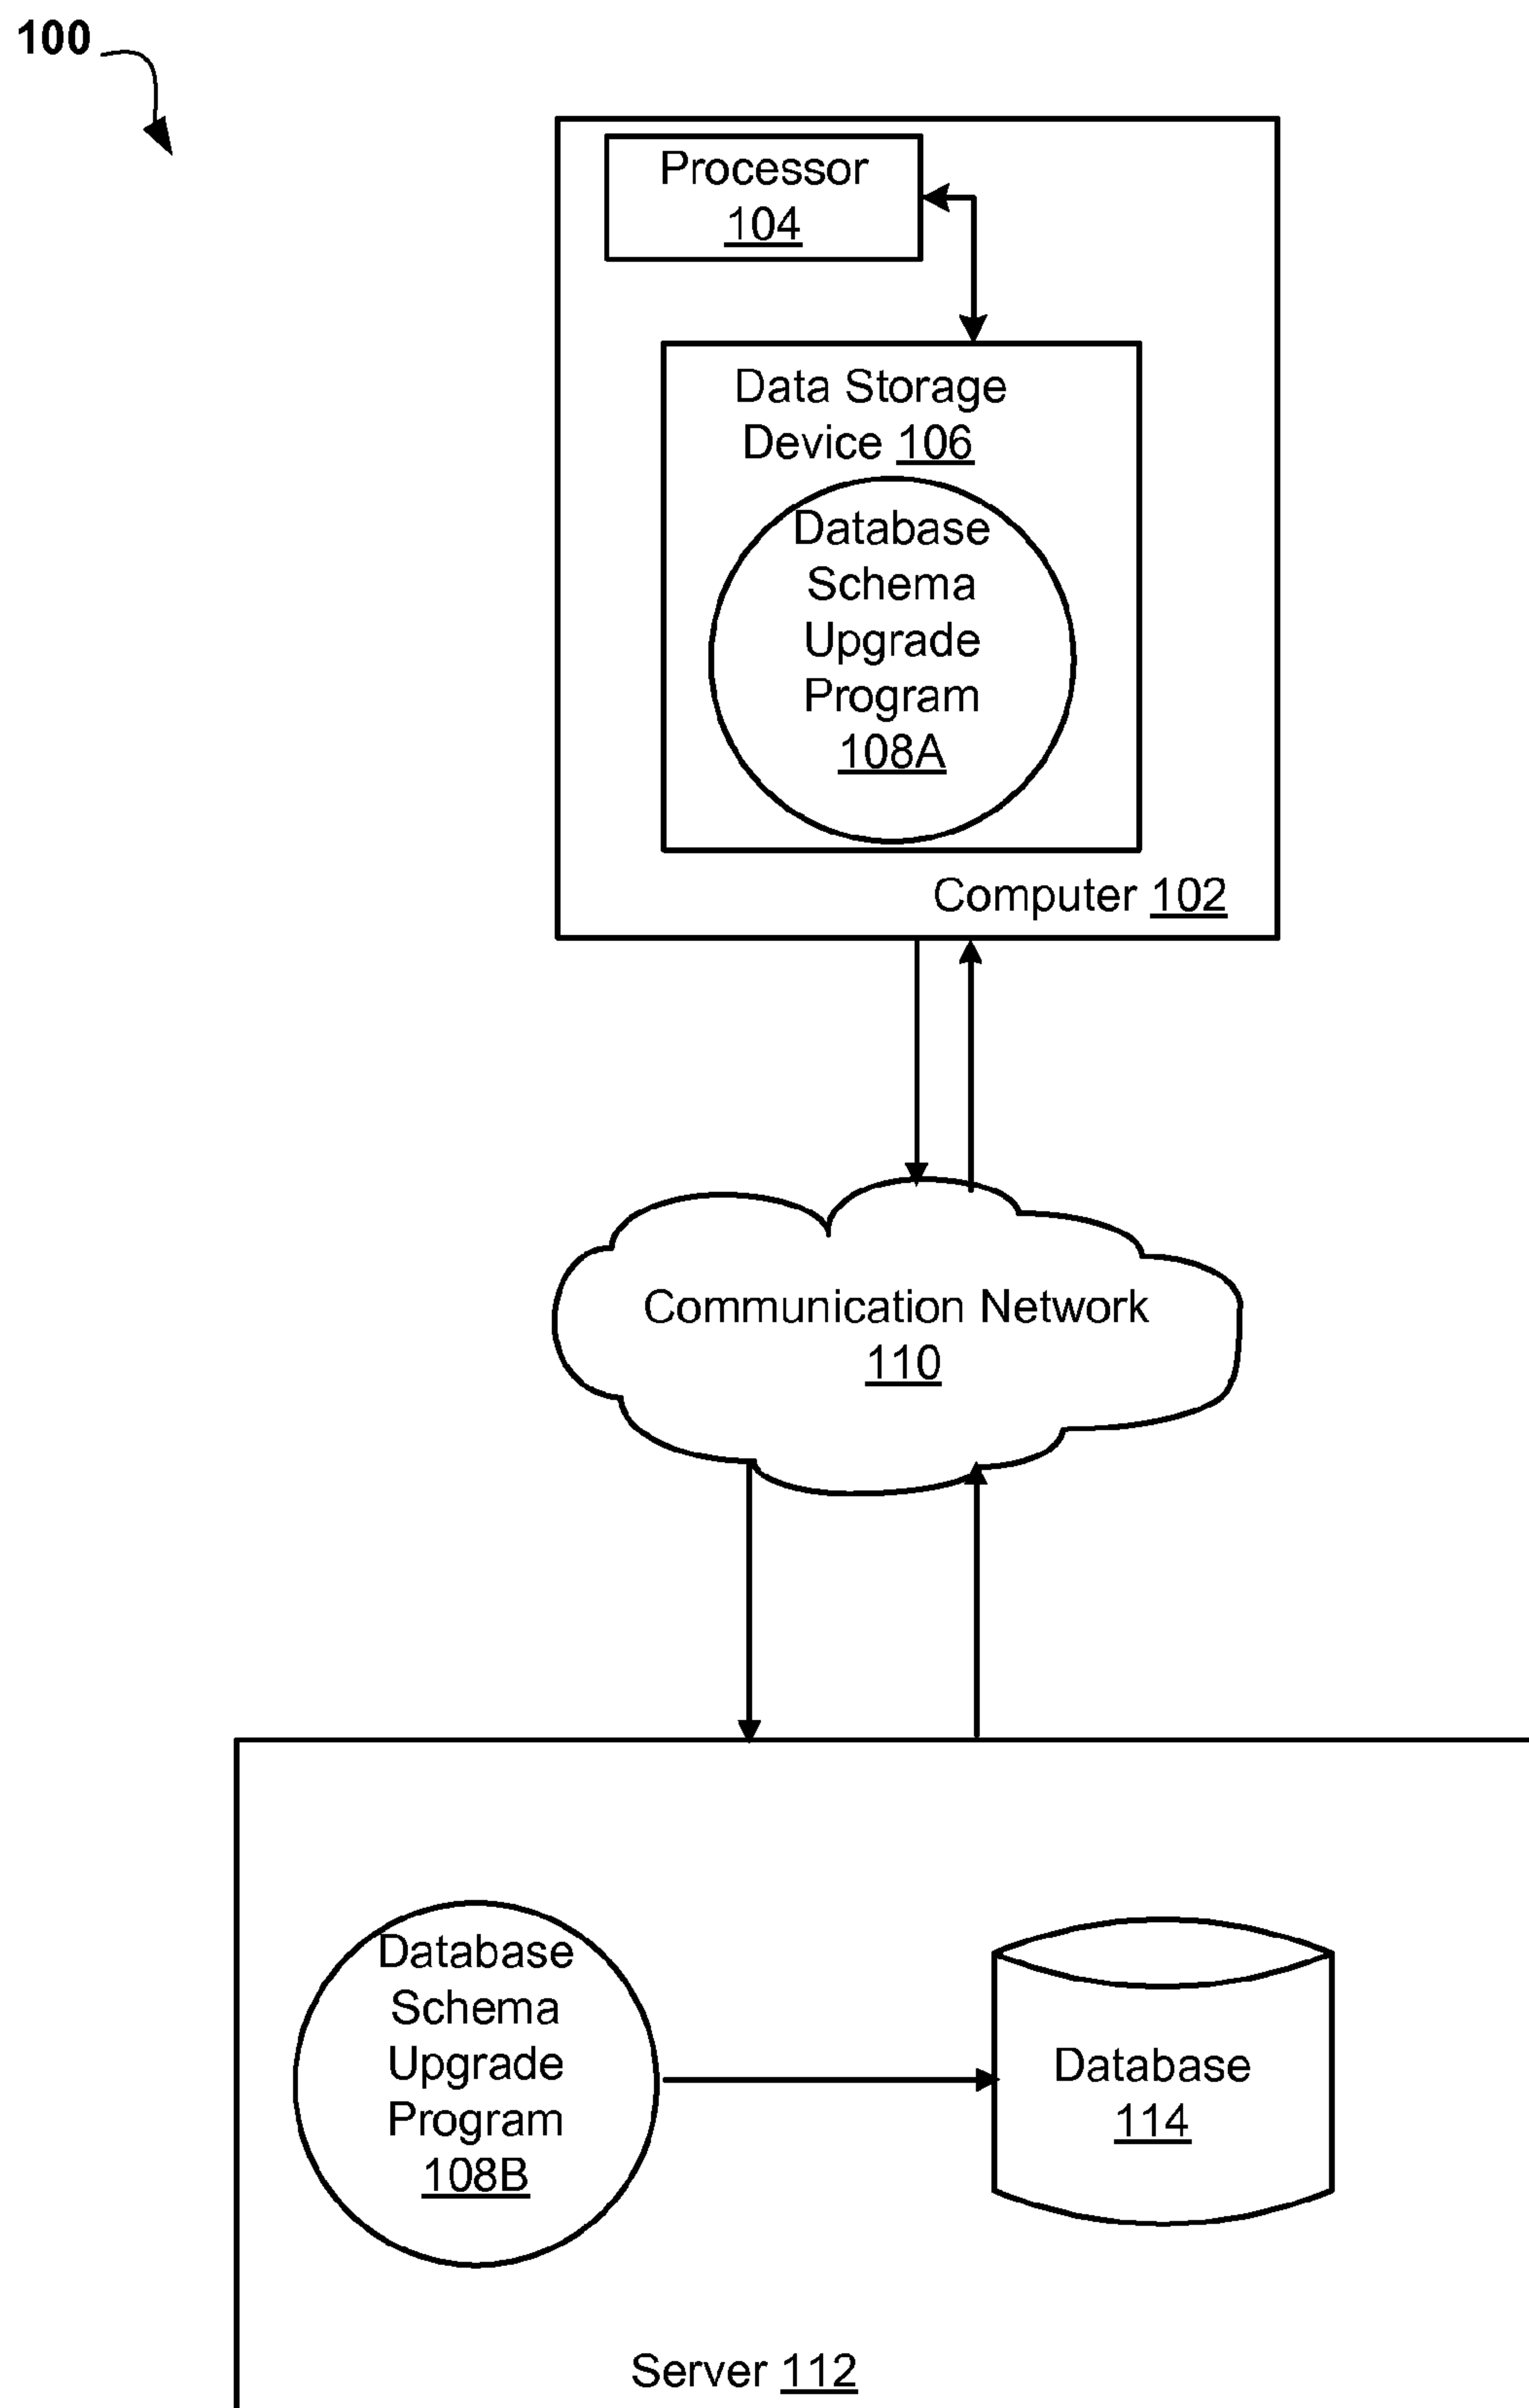 100
Processor
104
Data Storage
Device 106
Database
Schema
Upgrade
Program
108A
Computer 102
Communication Network
110
Database
Schema
Upgrade
Program
108B
Database
114
Server 112